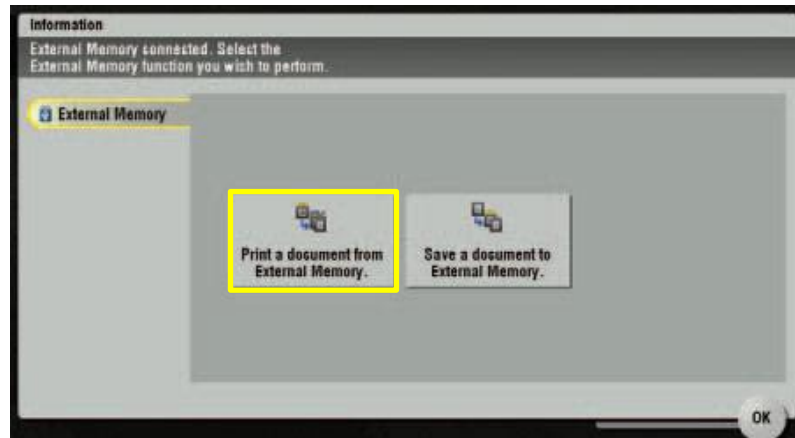 Information
External Memory connected. Select the
External Memory function you wish to perform.
External Memory
Print a document from
External Memory.
Save a document to
External Memory.
OK